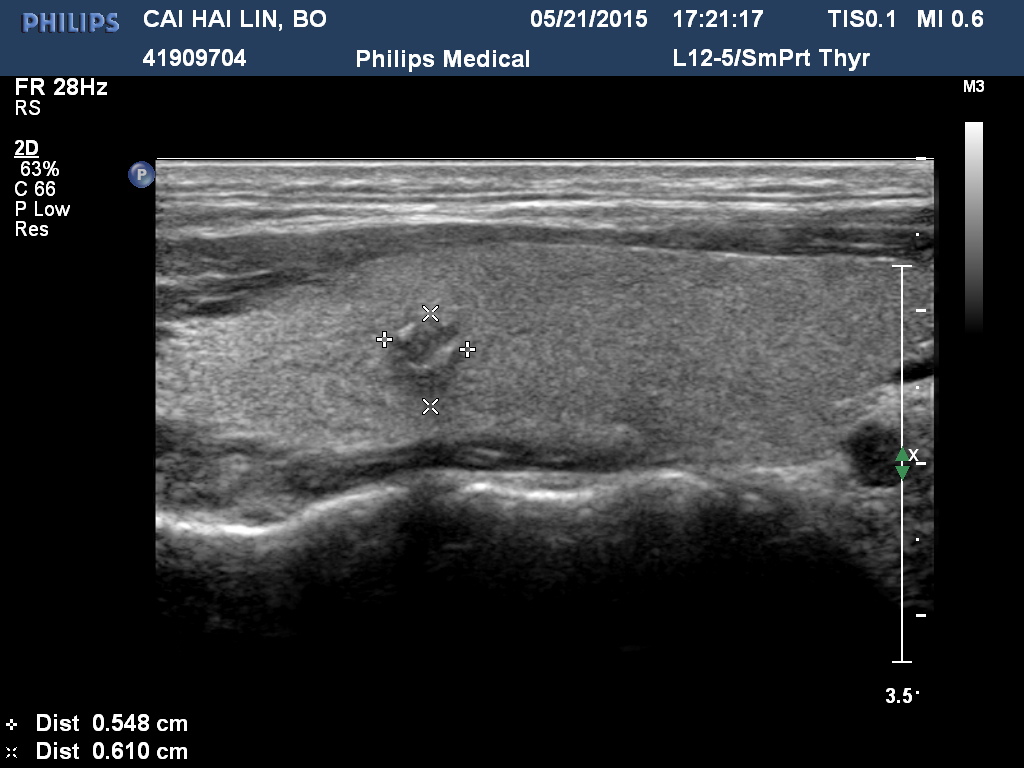 PHILIPS CAI HAI LIN, BO 05/21/2015 17:21:17 TIS0.1 MI 0.6
41909704 Philips Medical L12-5/SmPrt Thyr
FR 28Hz
RS
M3
2D
63%
C 66
P Low
Res
P
X
3.5
Dist 0.548 cm
Dist 0.610 cm